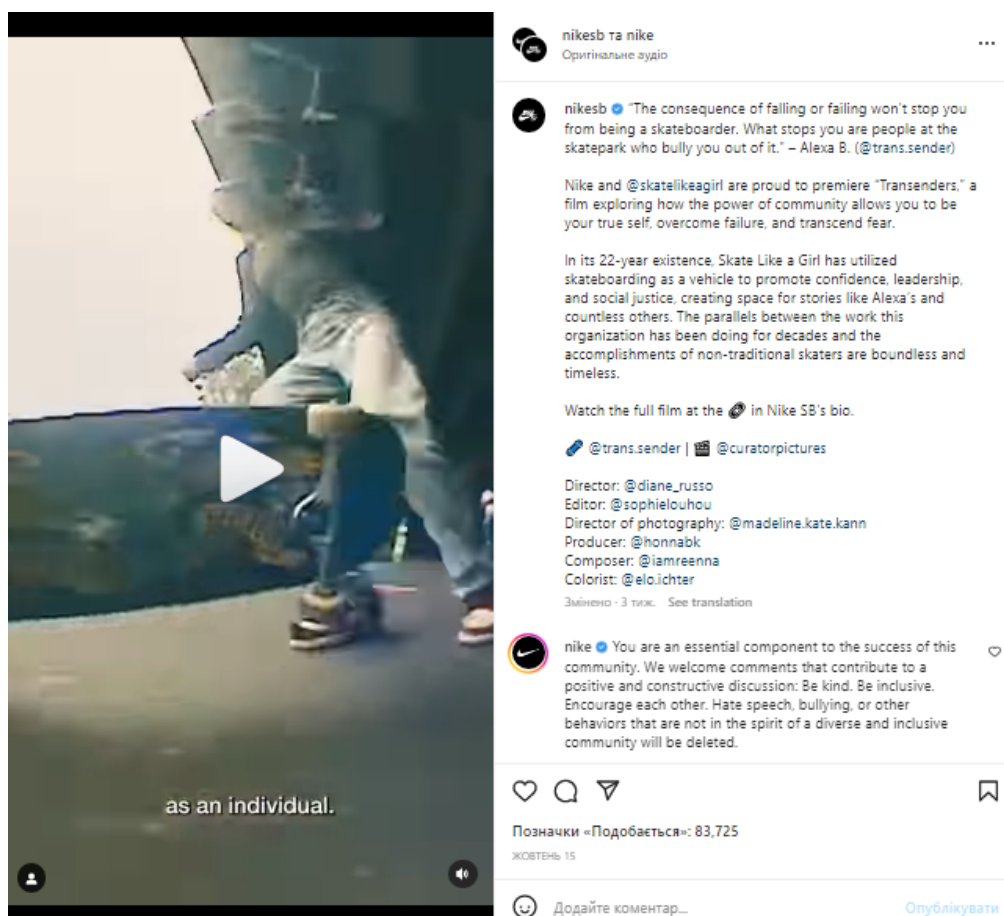 nikesb та nike
Оригінальне аудіо
nikesb "The consequence of falling or failing won't stop you
from being a skateboarder. What stops you are people at the
skatepark who bully you out of it." – Alexa B. (@trans.sender)
Nike and @skatelikeagirl are proud to premiere "Transenders," a
film exploring how the power of community allows you to be
your true self, overcome failure, and transcend fear.
In its 22-year existence, Skate Like a Girl has utilized
skateboarding as a vehicle to promote confidence, leadership,
and social justice, creating space for stories like Alexa's and
countless others. The parallels between the work this
organization has been doing for decades and the
accomplishments of non-traditional skaters are boundless and
timeless.
Watch the full film at the 🔗 in Nike SB's bio.
@trans.sender | 🎬 @curatorpictures
Director: @diane_russo
Editor: @sophielouhou
Director of photography: @madeline.kate.kann
Producer: @honnabk
Composer: @iamreenna
Colorist: @elo.ichter
Змінено · 3 тиж. See translation
nike You are an essential component to the success of this
community. We welcome comments that contribute to a
positive and constructive discussion: Be kind. Be inclusive.
Encourage each other. Hate speech, bullying, or other
behaviors that are not in the spirit of a diverse and inclusive
community will be deleted.
as an individual.
Позначки «Подобається»: 83,725
ЖОВТЕНЬ 15
Додайте коментар...
Опублікувати